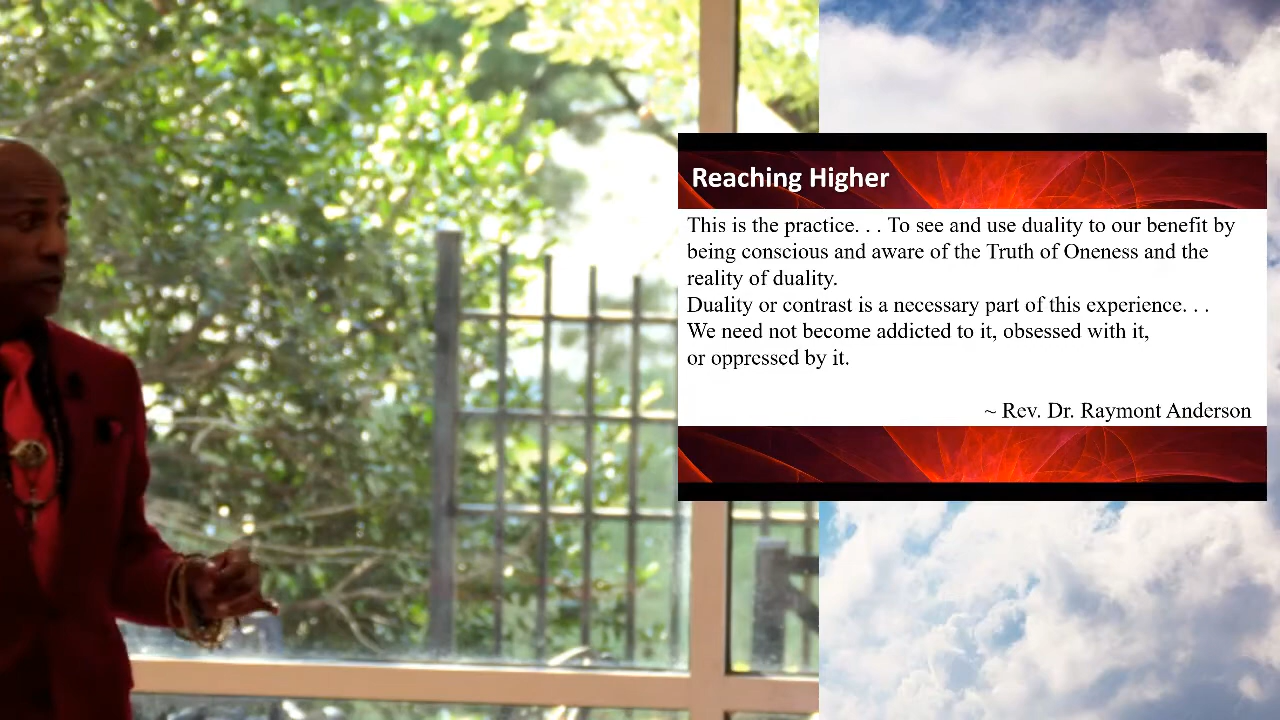 Reaching Higher
This is the practice. . . To see and use duality to our benefit by
being conscious and aware of the Truth of Oneness and the
reality of duality.
Duality or contrast is a necessary part of this experience. . .
We need not become addicted to it, obsessed with it,
or oppressed by it.
~ Rev. Dr. Raymont Anderson